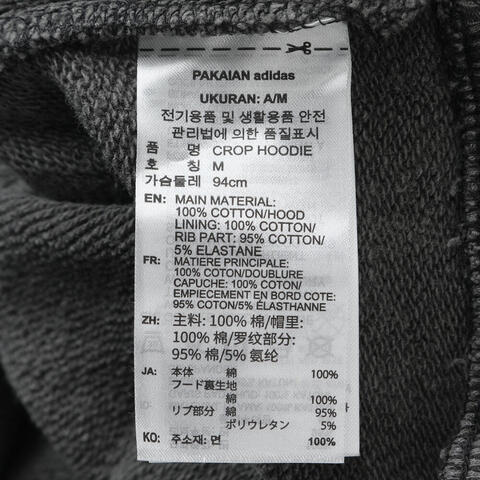 PAKAIAN adidas
UKURAN: A/M
전기용품 및 생활용품 안전
관리법에 의한 품질표시
품 명 CROP HOODIE
호 칭 M
가슴둘레 94cm
EN: MAIN MATERIAL:
100% COTTON/HOOD
LINING: 100% COTTON/
RIB PART: 95% COTTON/
5% ELASTANE
FR: MATIERE PRINCIPALE:
100% COTON/DOUBLURE
CAPUCHE: 100% COTON/
EMPIECEMENT EN BORD COTE:
95% COTON/5% ÉLASTHANNE
ZH: 主料: 100% 棉/帽里:
100% 棉/罗纹部分:
95% 棉/5% 氨纶
JA: 本体 綿 100%
フード裏生地
綿 100%
リブ部分 綿 95%
ポリウレタン 5%
KO: 주소재: 면 100%